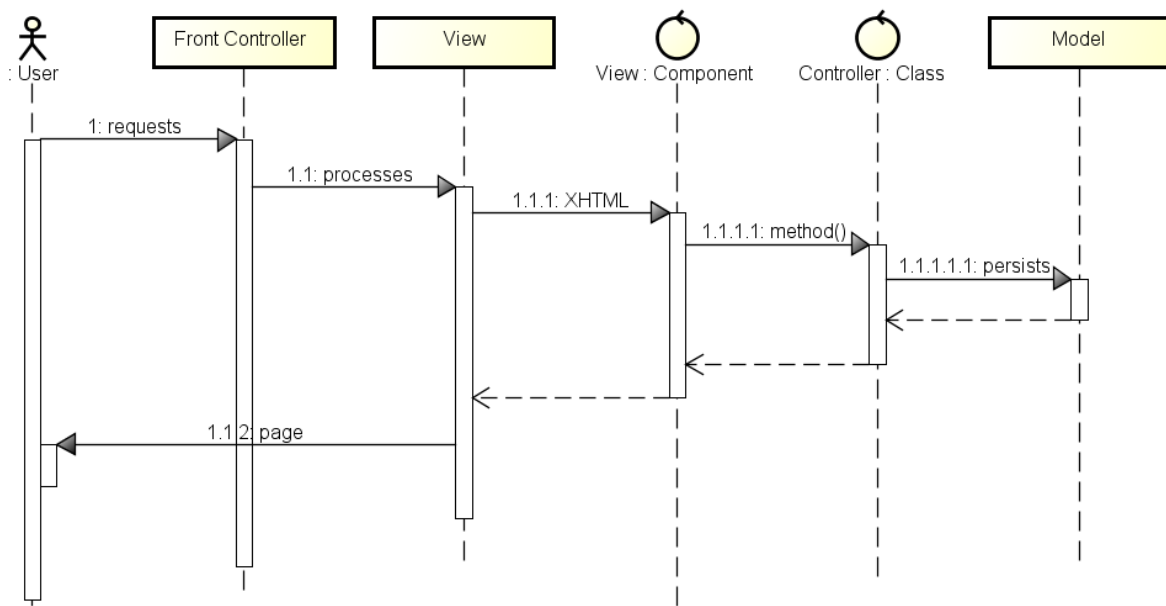 Front Controller
View
Model
: User
View : Component
Controller : Class
1: requests
1.1: processes
1.1.1: XHTML
1.1.1.1: method()
1.1.1.1.1: persists
1.1.2: page